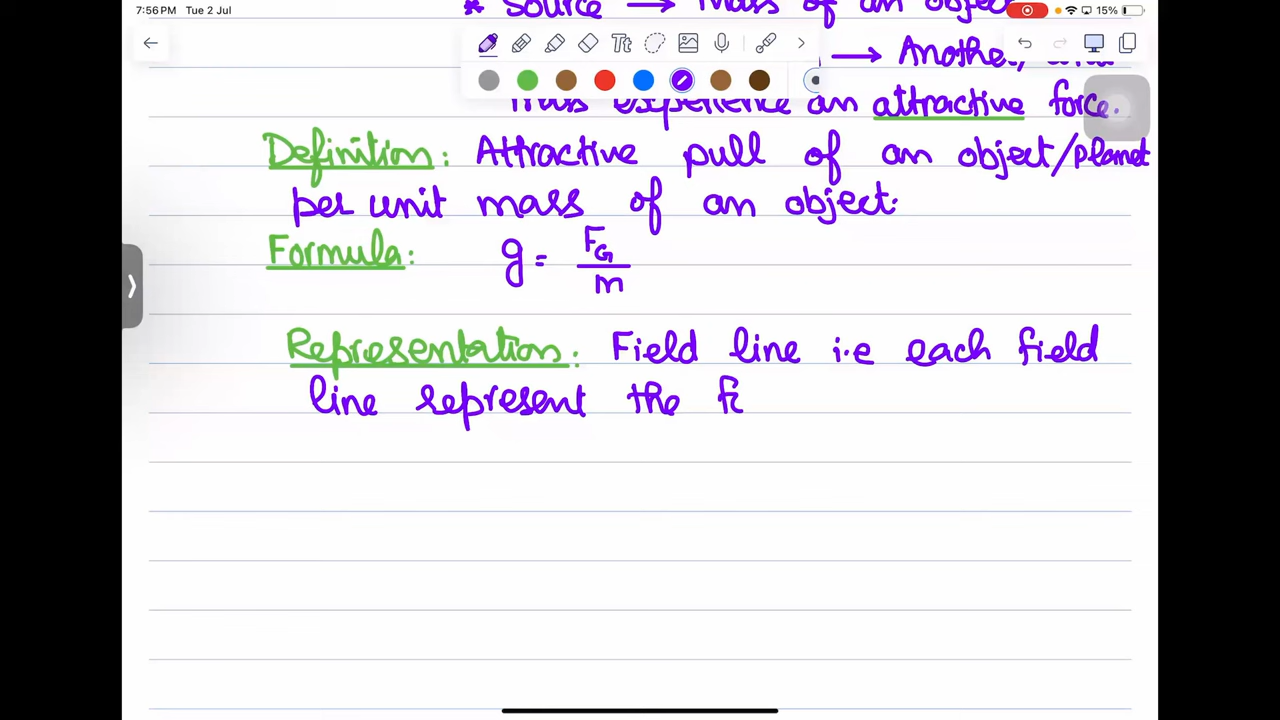 7:56 PM Tue 2 Jul
15%
* Source → Mass of an object
Tt
→ Another,
mass experience an attractive force.
Definition: Attractive pull of an object/planet
per unit mass of an object.
Formula: g = F_G/m
Representation: Field line i.e each field
line represent the fo